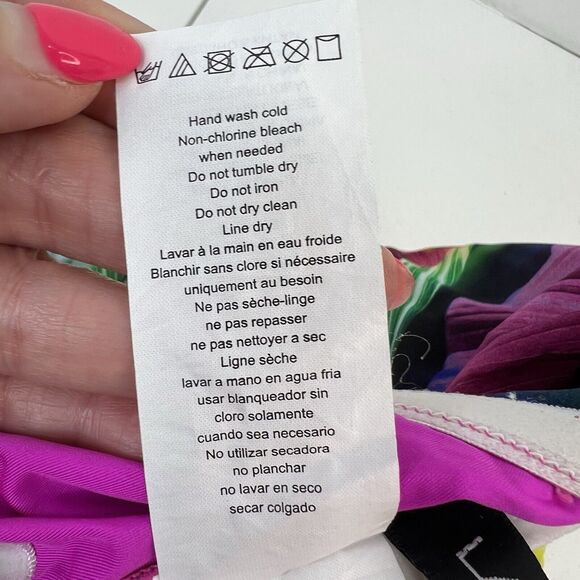 Hand wash cold
Non-chlorine bleach
when needed
Do not tumble dry
Do not iron
Do not dry clean
Line dry
Lavar à la main en eau froide
Blanchir sans clore si nécessaire
uniquement au besoin
Ne pas sèche-linge
ne pas repasser
ne pas nettoyer a sec
Ligne sèche
lavar a mano en agua fria
usar blanqueador sin
cloro solamente
cuando sea necesario
No utilizar secadora
no planchar
no lavar en seco
secar colgado